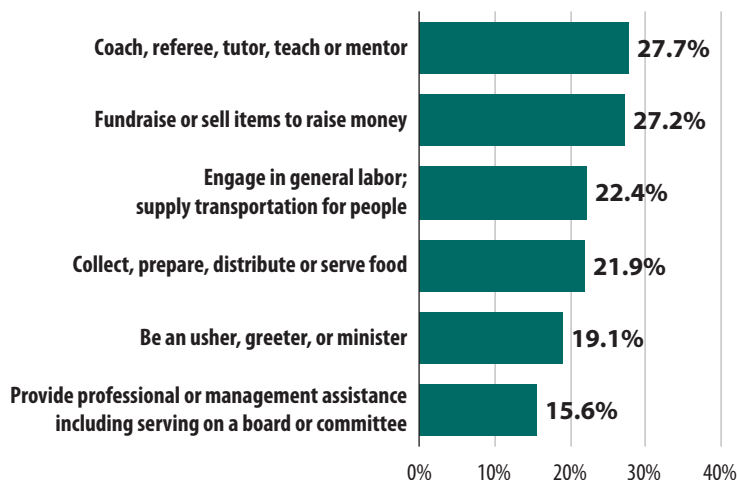 Coach, referee, tutor, teach or mentor
27.7%
Fundraise or sell items to raise money
27.2%
Engage in general labor;
supply transportation for people
22.4%
Collect, prepare, distribute or serve food
21.9%
Be an usher, greeter, or minister
19.1%
Provide professional or management assistance
including serving on a board or committee
15.6%
0% 10% 20% 30% 40%